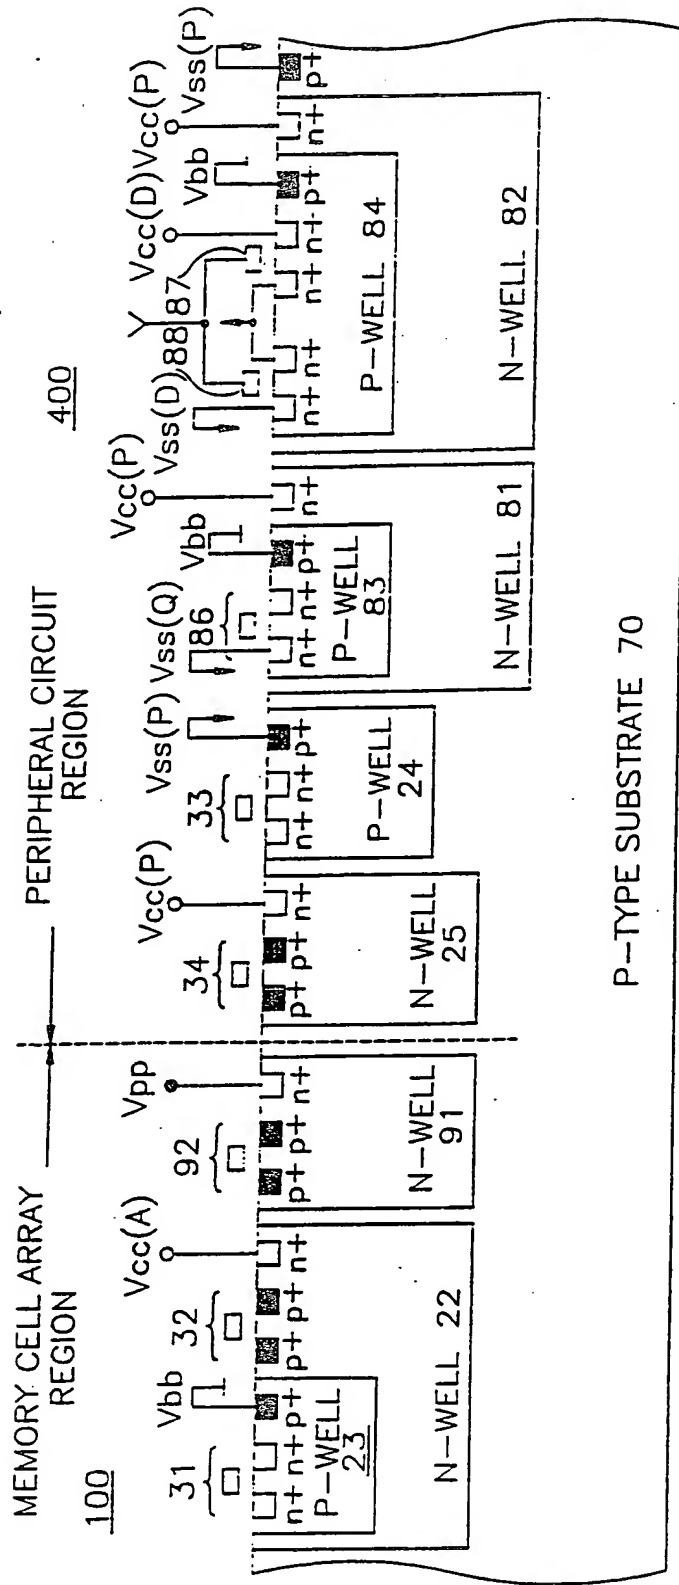 MEMORY CELL ARRAY
REGION
PERIPHERAL CIRCUIT
REGION
100
400
31
Vbb
32
Vcc(A)
92
Vpp
34
Vcc(P)
33
Vss(P)
Vss(Q)
86
Vbb
Vcc(P)
Vss(D)
88
Y
87
Vcc(D)
Vbb
Vcc(P)
Vss(P)
n+ n+ p+
p+ p+ n+
p+ p+ n+
p+ p+ n+
n+ n+ p+
n+ n+ p+
n+
n+ n+
n+ n+ p+
n+
p+
P-WELL
23
N-WELL 22
N-WELL
91
N-WELL
25
P-WELL
24
P-WELL
83
N-WELL 81
P-WELL 84
N-WELL 82
P-TYPE SUBSTRATE 70